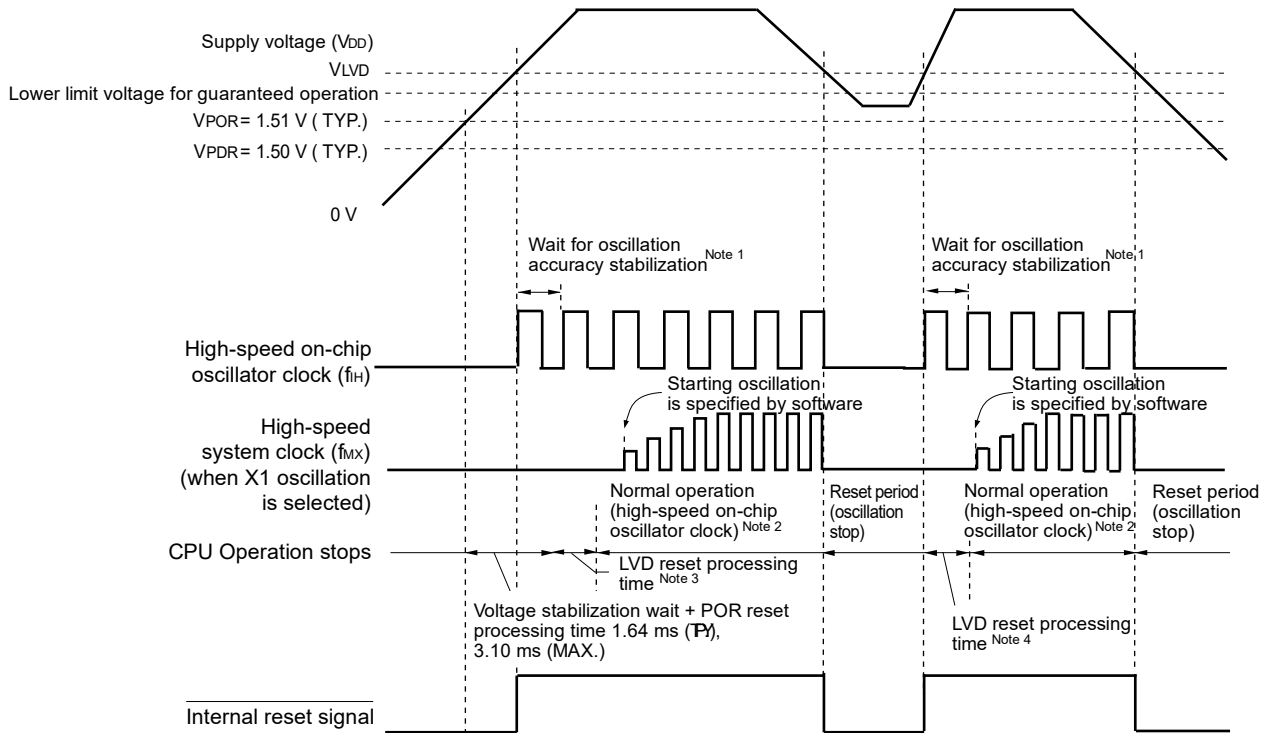 Supply voltage (VDD)
VLVD
Lower limit voltage for guaranteed operation
VPOR = 1.51 V ( TYP.)
VPDR = 1.50 V ( TYP.)
0 V
Wait for oscillation
accuracy stabilization Note 1
Wait for oscillation
accuracy stabilization Note 1
High-speed on-chip
oscillator clock (fIH)
Starting oscillation
is specified by software
Starting oscillation
is specified by software
High-speed
system clock (fMX)
(when X1 oscillation
is selected)
Normal operation
(high-speed on-chip
oscillator clock) Note 2
Reset period
(oscillation
stop)
Normal operation
(high-speed on-chip
oscillator clock) Note 2
Reset period
(oscillation
stop)
CPU Operation stops
LVD reset processing
time Note 3
Voltage stabilization wait + POR reset
processing time 1.64 ms (TPY.),
3.10 ms (MAX.)
LVD reset processing
time Note 4
Internal reset signal